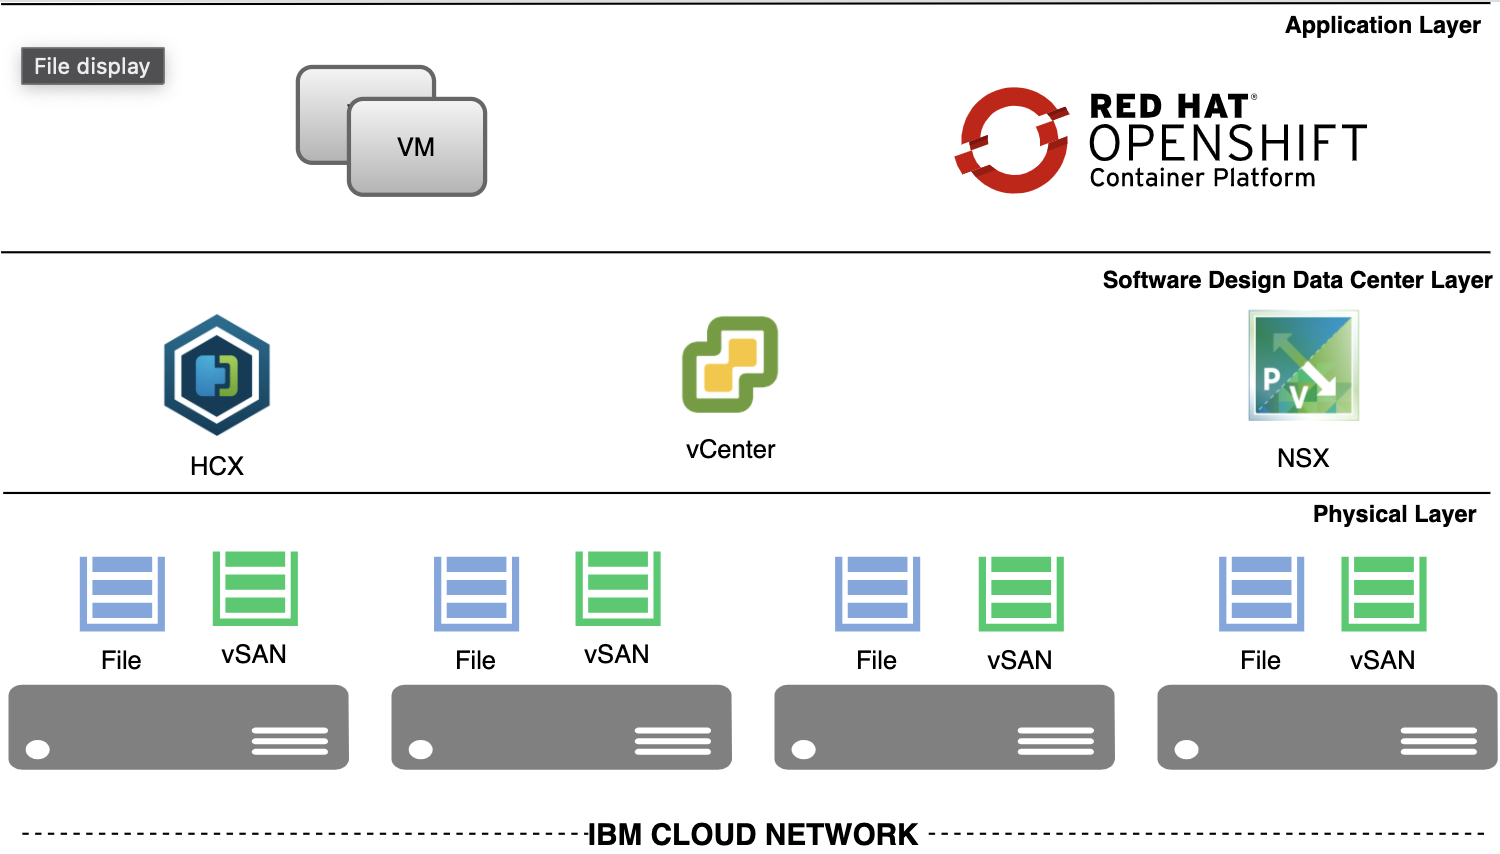 Application Layer
File display
VM
RED HAT®
OPENSHIFT
Container Platform
Software Design Data Center Layer
HCX
vCenter
P
V
NSX
Physical Layer
File
vSAN
File
vSAN
File
vSAN
File
vSAN
IBM CLOUD NETWORK